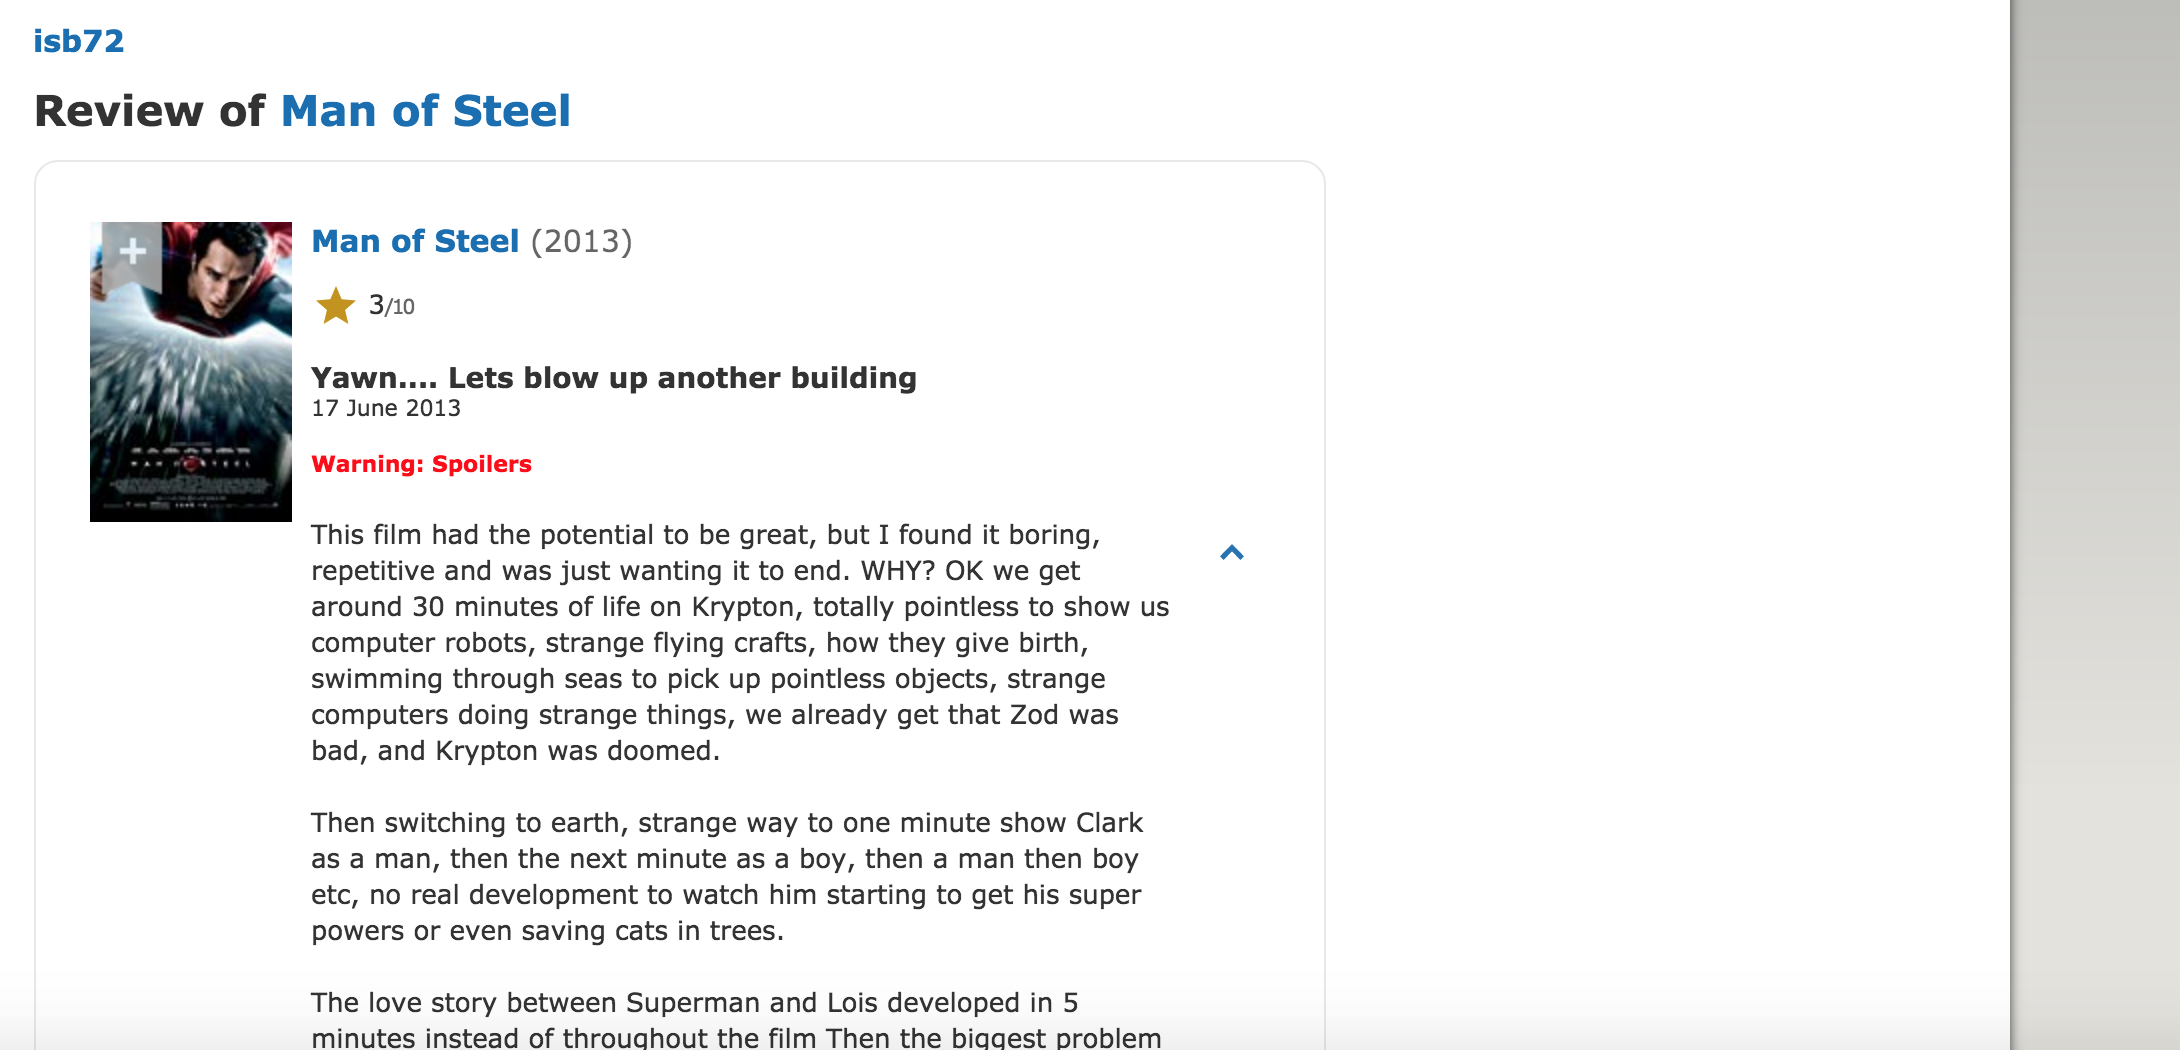 isb72
Review of Man of Steel
Man of Steel (2013)
3/10
Yawn.... Lets blow up another building
17 June 2013
Warning: Spoilers
This film had the potential to be great, but I found it boring,
repetitive and was just wanting it to end. WHY? OK we get
around 30 minutes of life on Krypton, totally pointless to show us
computer robots, strange flying crafts, how they give birth,
swimming through seas to pick up pointless objects, strange
computers doing strange things, we already get that Zod was
bad, and Krypton was doomed.
Then switching to earth, strange way to one minute show Clark
as a man, then the next minute as a boy, then a man then boy
etc, no real development to watch him starting to get his super
powers or even saving cats in trees.
The love story between Superman and Lois developed in 5
minutes instead of throughout the film Then the biggest problem